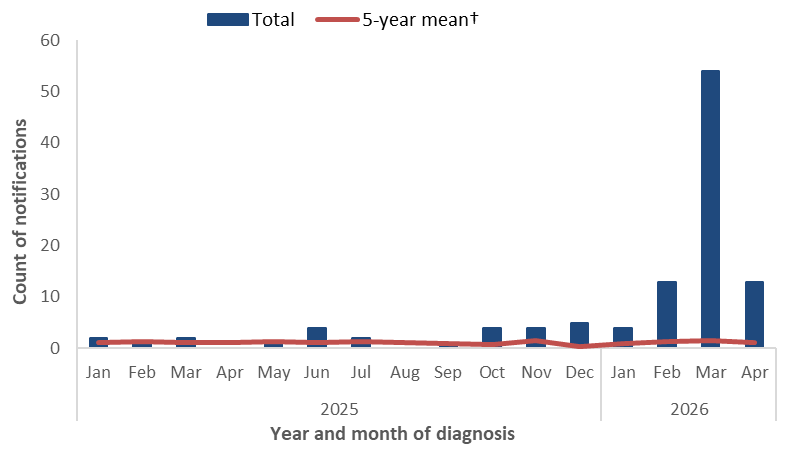 Total 5-year mean†
60
50
40
30
20
10
0
Count of notifications
Jan Feb Mar Apr May Jun Jul Aug Sep Oct Nov Dec Jan Feb Mar Apr
2025 2026
Year and month of diagnosis